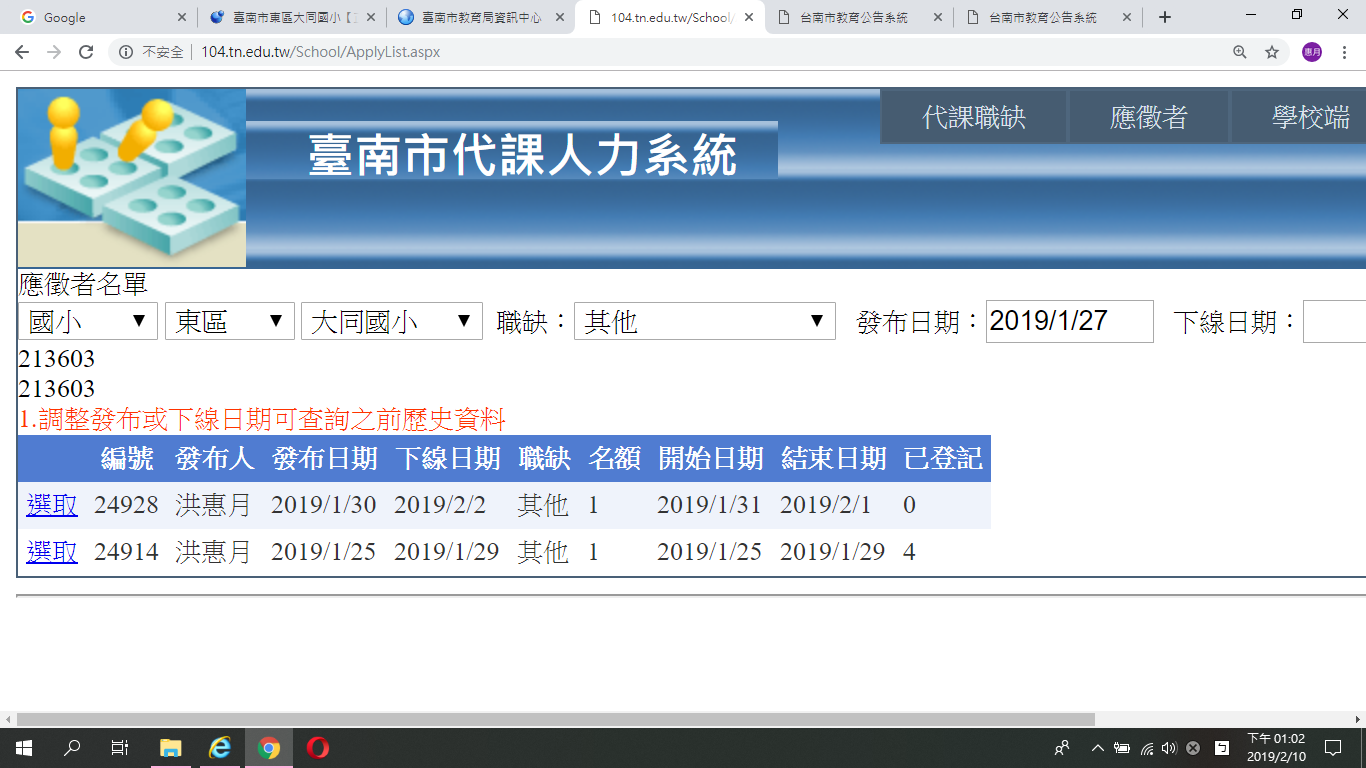 Google
臺南市東區大同國小【
臺南市教育局資訊中心
104.tn.edu.tw/School/
台南市教育公告系統
台南市教育公告系統
不安全 | 104.tn.edu.tw/School/ApplyList.aspx
惠月
代課職缺 應徵者 學校端
臺南市代課人力系統
應徵者名單
國小 東區 大同國小 職缺：其他 發布日期：2019/1/27 下線日期：
213603
213603
1.調整發布或下線日期可查詢之前歷史資料
編號 發布人 發布日期 下線日期 職缺 名額 開始日期 結束日期 已登記
選取 24928 洪惠月 2019/1/30 2019/2/2 其他 1 2019/1/31 2019/2/1 0
選取 24914 洪惠月 2019/1/25 2019/1/29 其他 1 2019/1/25 2019/1/29 4
下午 01:02
2019/2/10